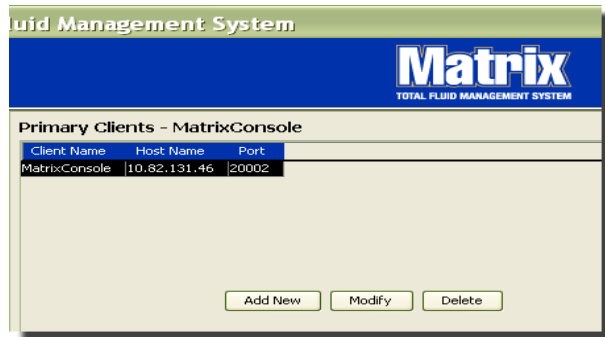 luid Management System
Matrix
TOTAL FLUID MANAGEMENT SYSTEM
Primary Clients - MatrixConsole
Client Name Host Name Port
MatrixConsole 10.82.131.46 20002
Add New Modify Delete